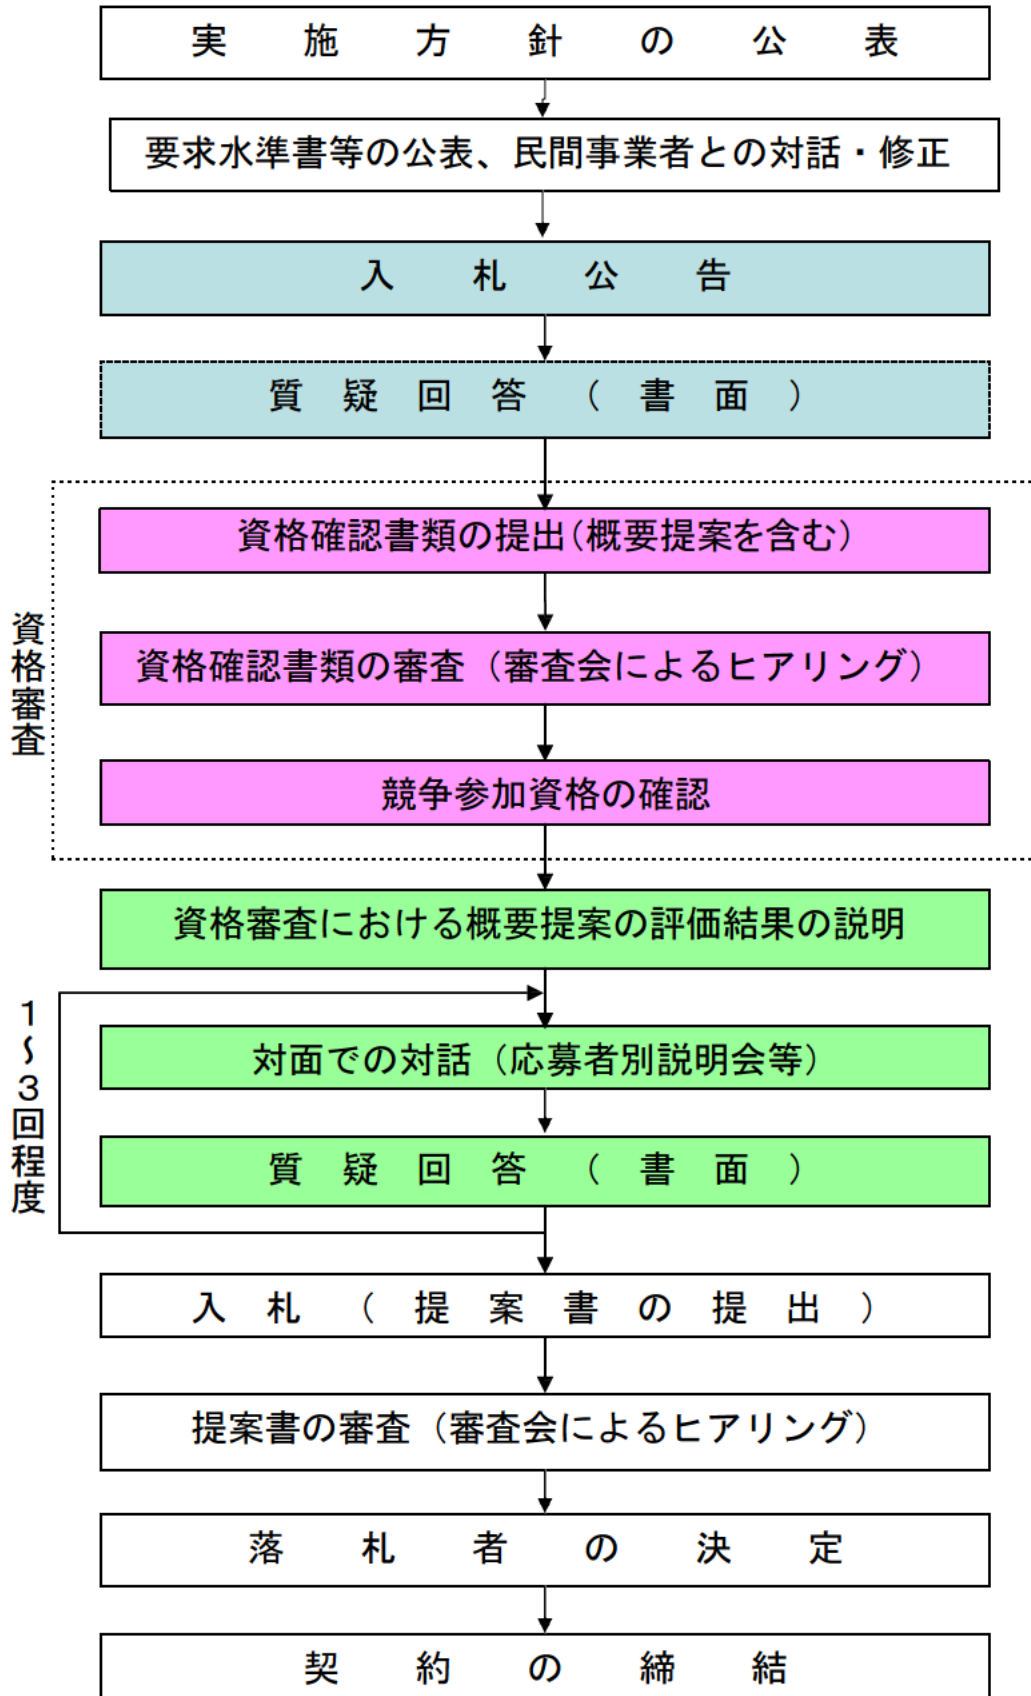 実施方針の公表
要求水準書等の公表、民間事業者との対話・修正
入札公告
質疑回答（書面）
資格審査
資格確認書類の提出（概要提案を含む）
資格確認書類の審査（審査会によるヒアリング）
競争参加資格の確認
資格審査における概要提案の評価結果の説明
1～3回程度
対面での対話（応募者別説明会等）
質疑回答（書面）
入札（提案書の提出）
提案書の審査（審査会によるヒアリング）
落札者の決定
契約の締結